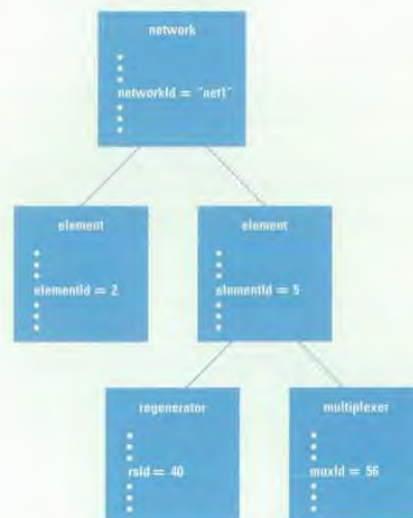 network
networkId = "net1"
element
elementId = 2
element
elementId = 5
regenerator
rsId = 40
multiplexer
muxId = 56